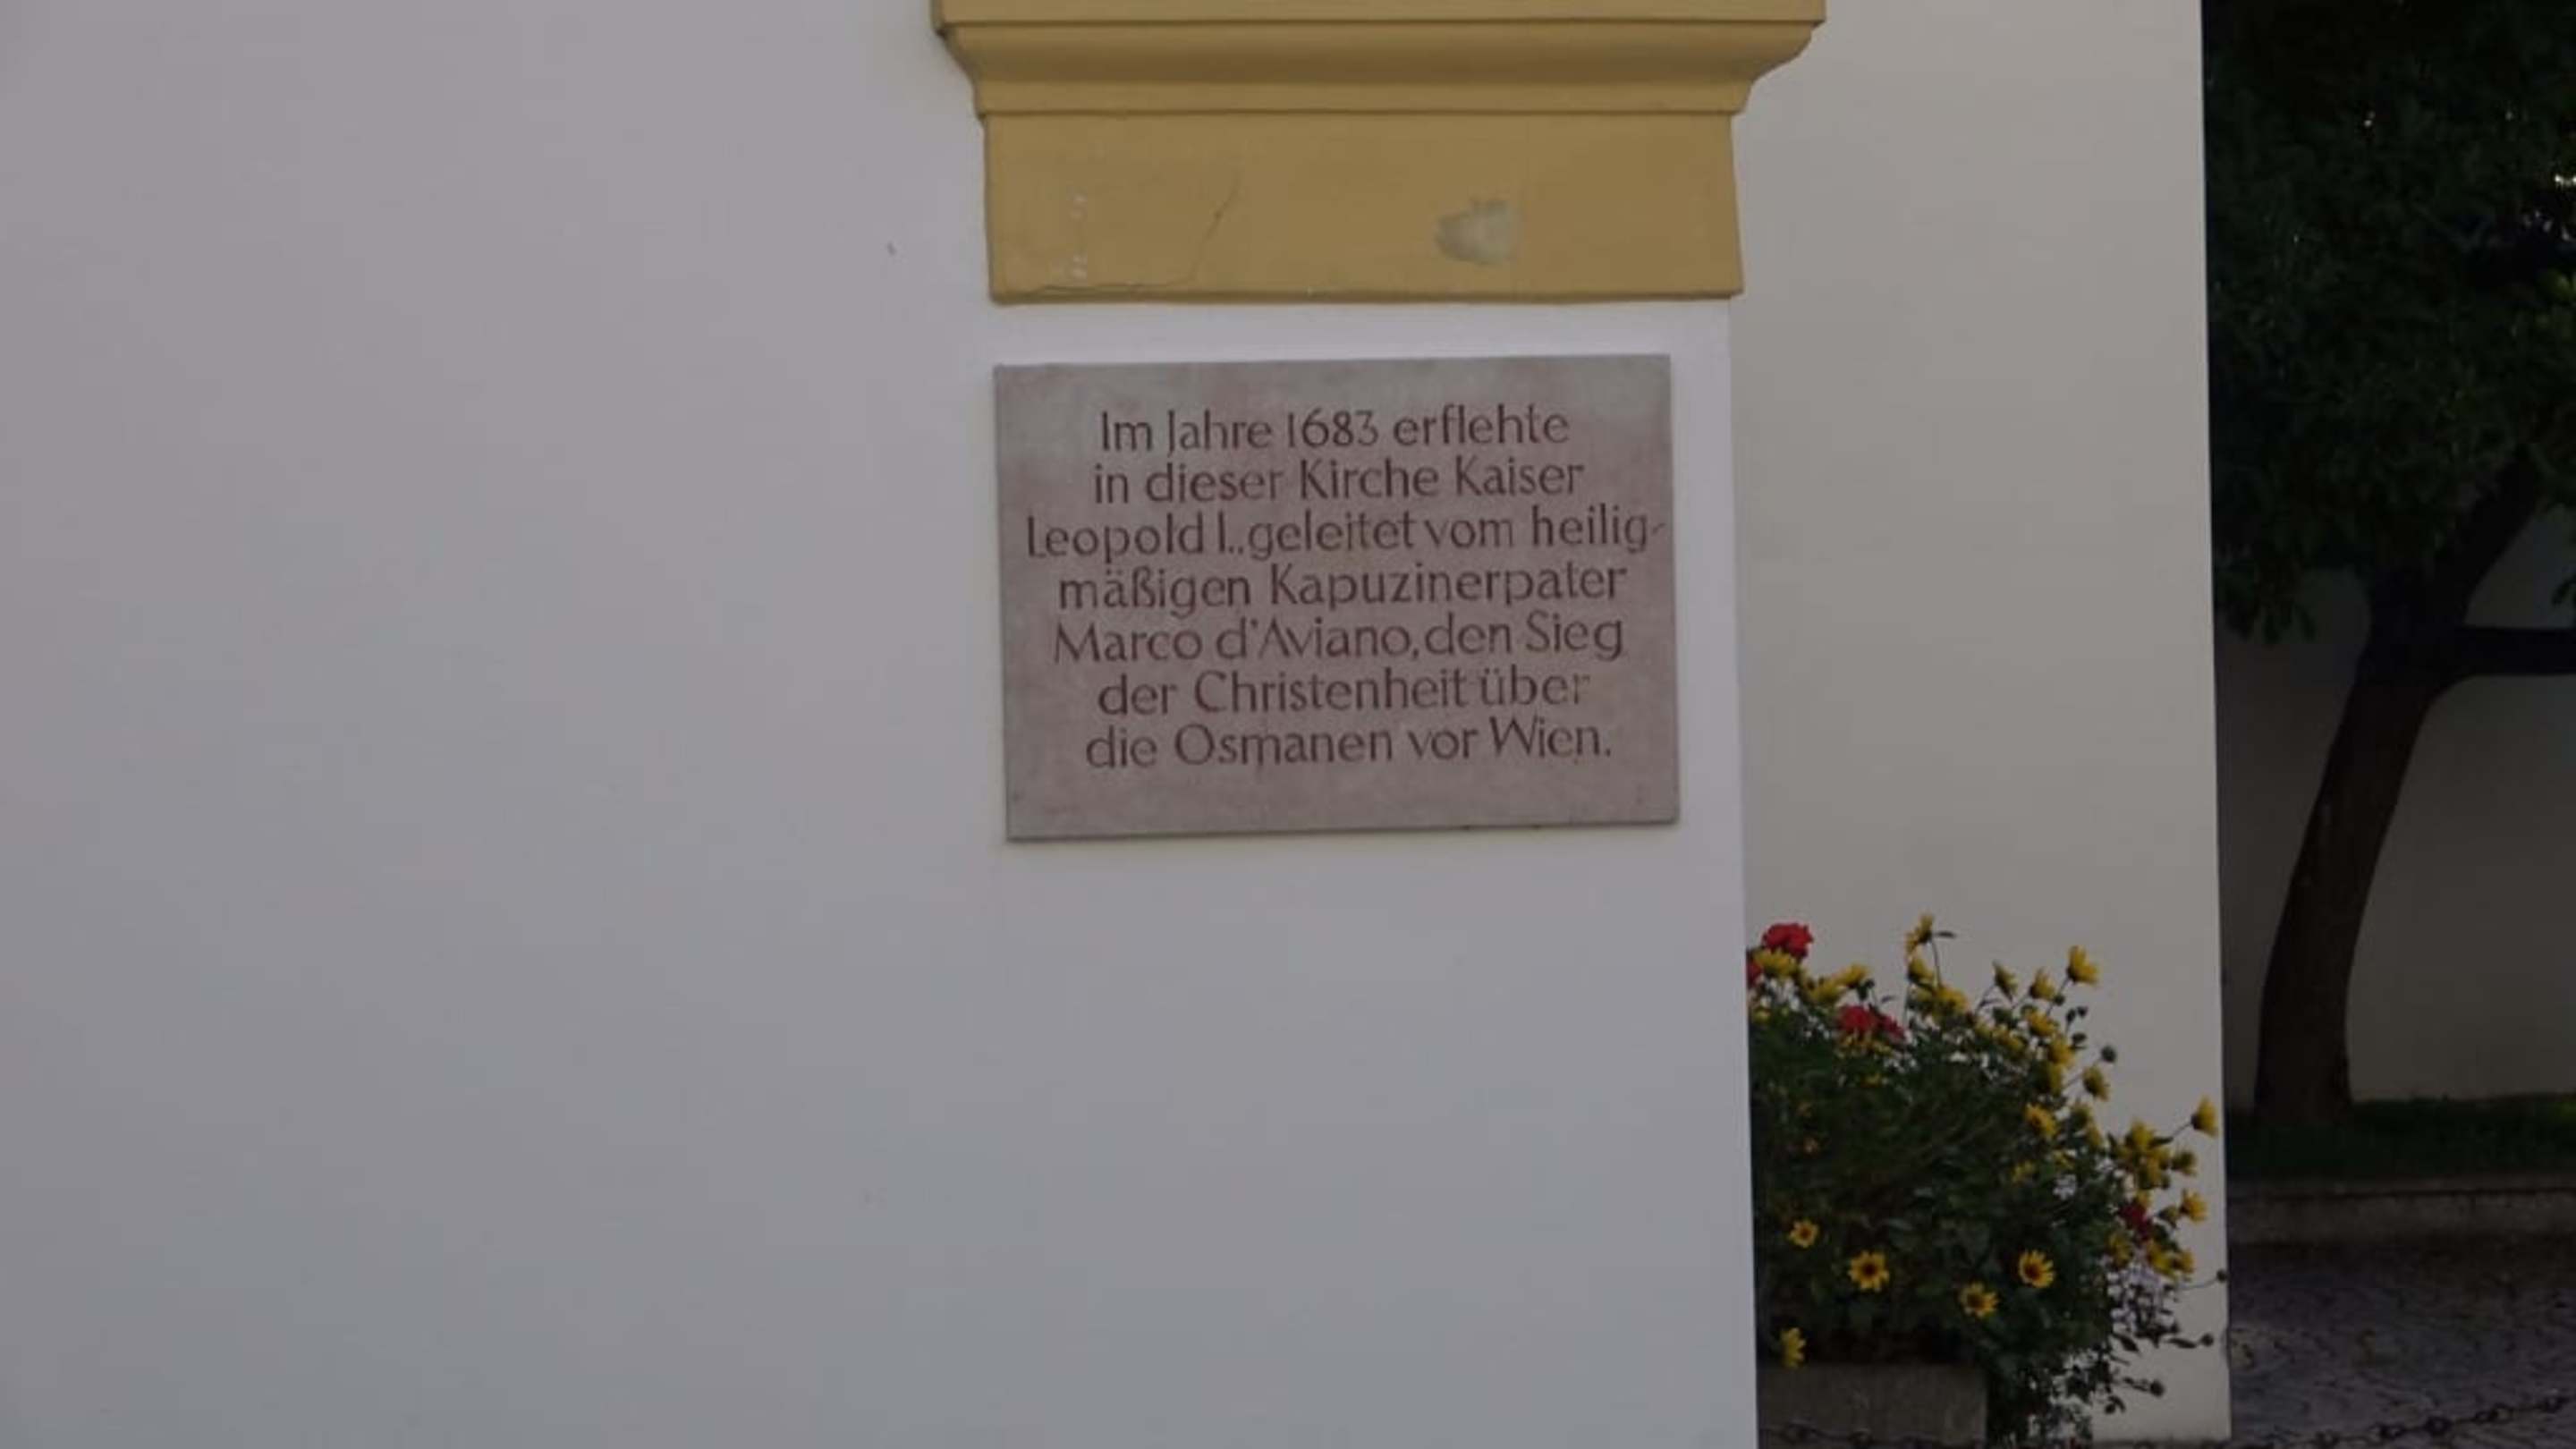 Im Jahre 1683 erflehte
in dieser Kirche Kaiser
Leopold I., geleitet vom heilig-
mäßigen Kapuzinerpater
Marco d'Aviano, den Sieg
der Christenheit über
die Osmanen vor Wien.